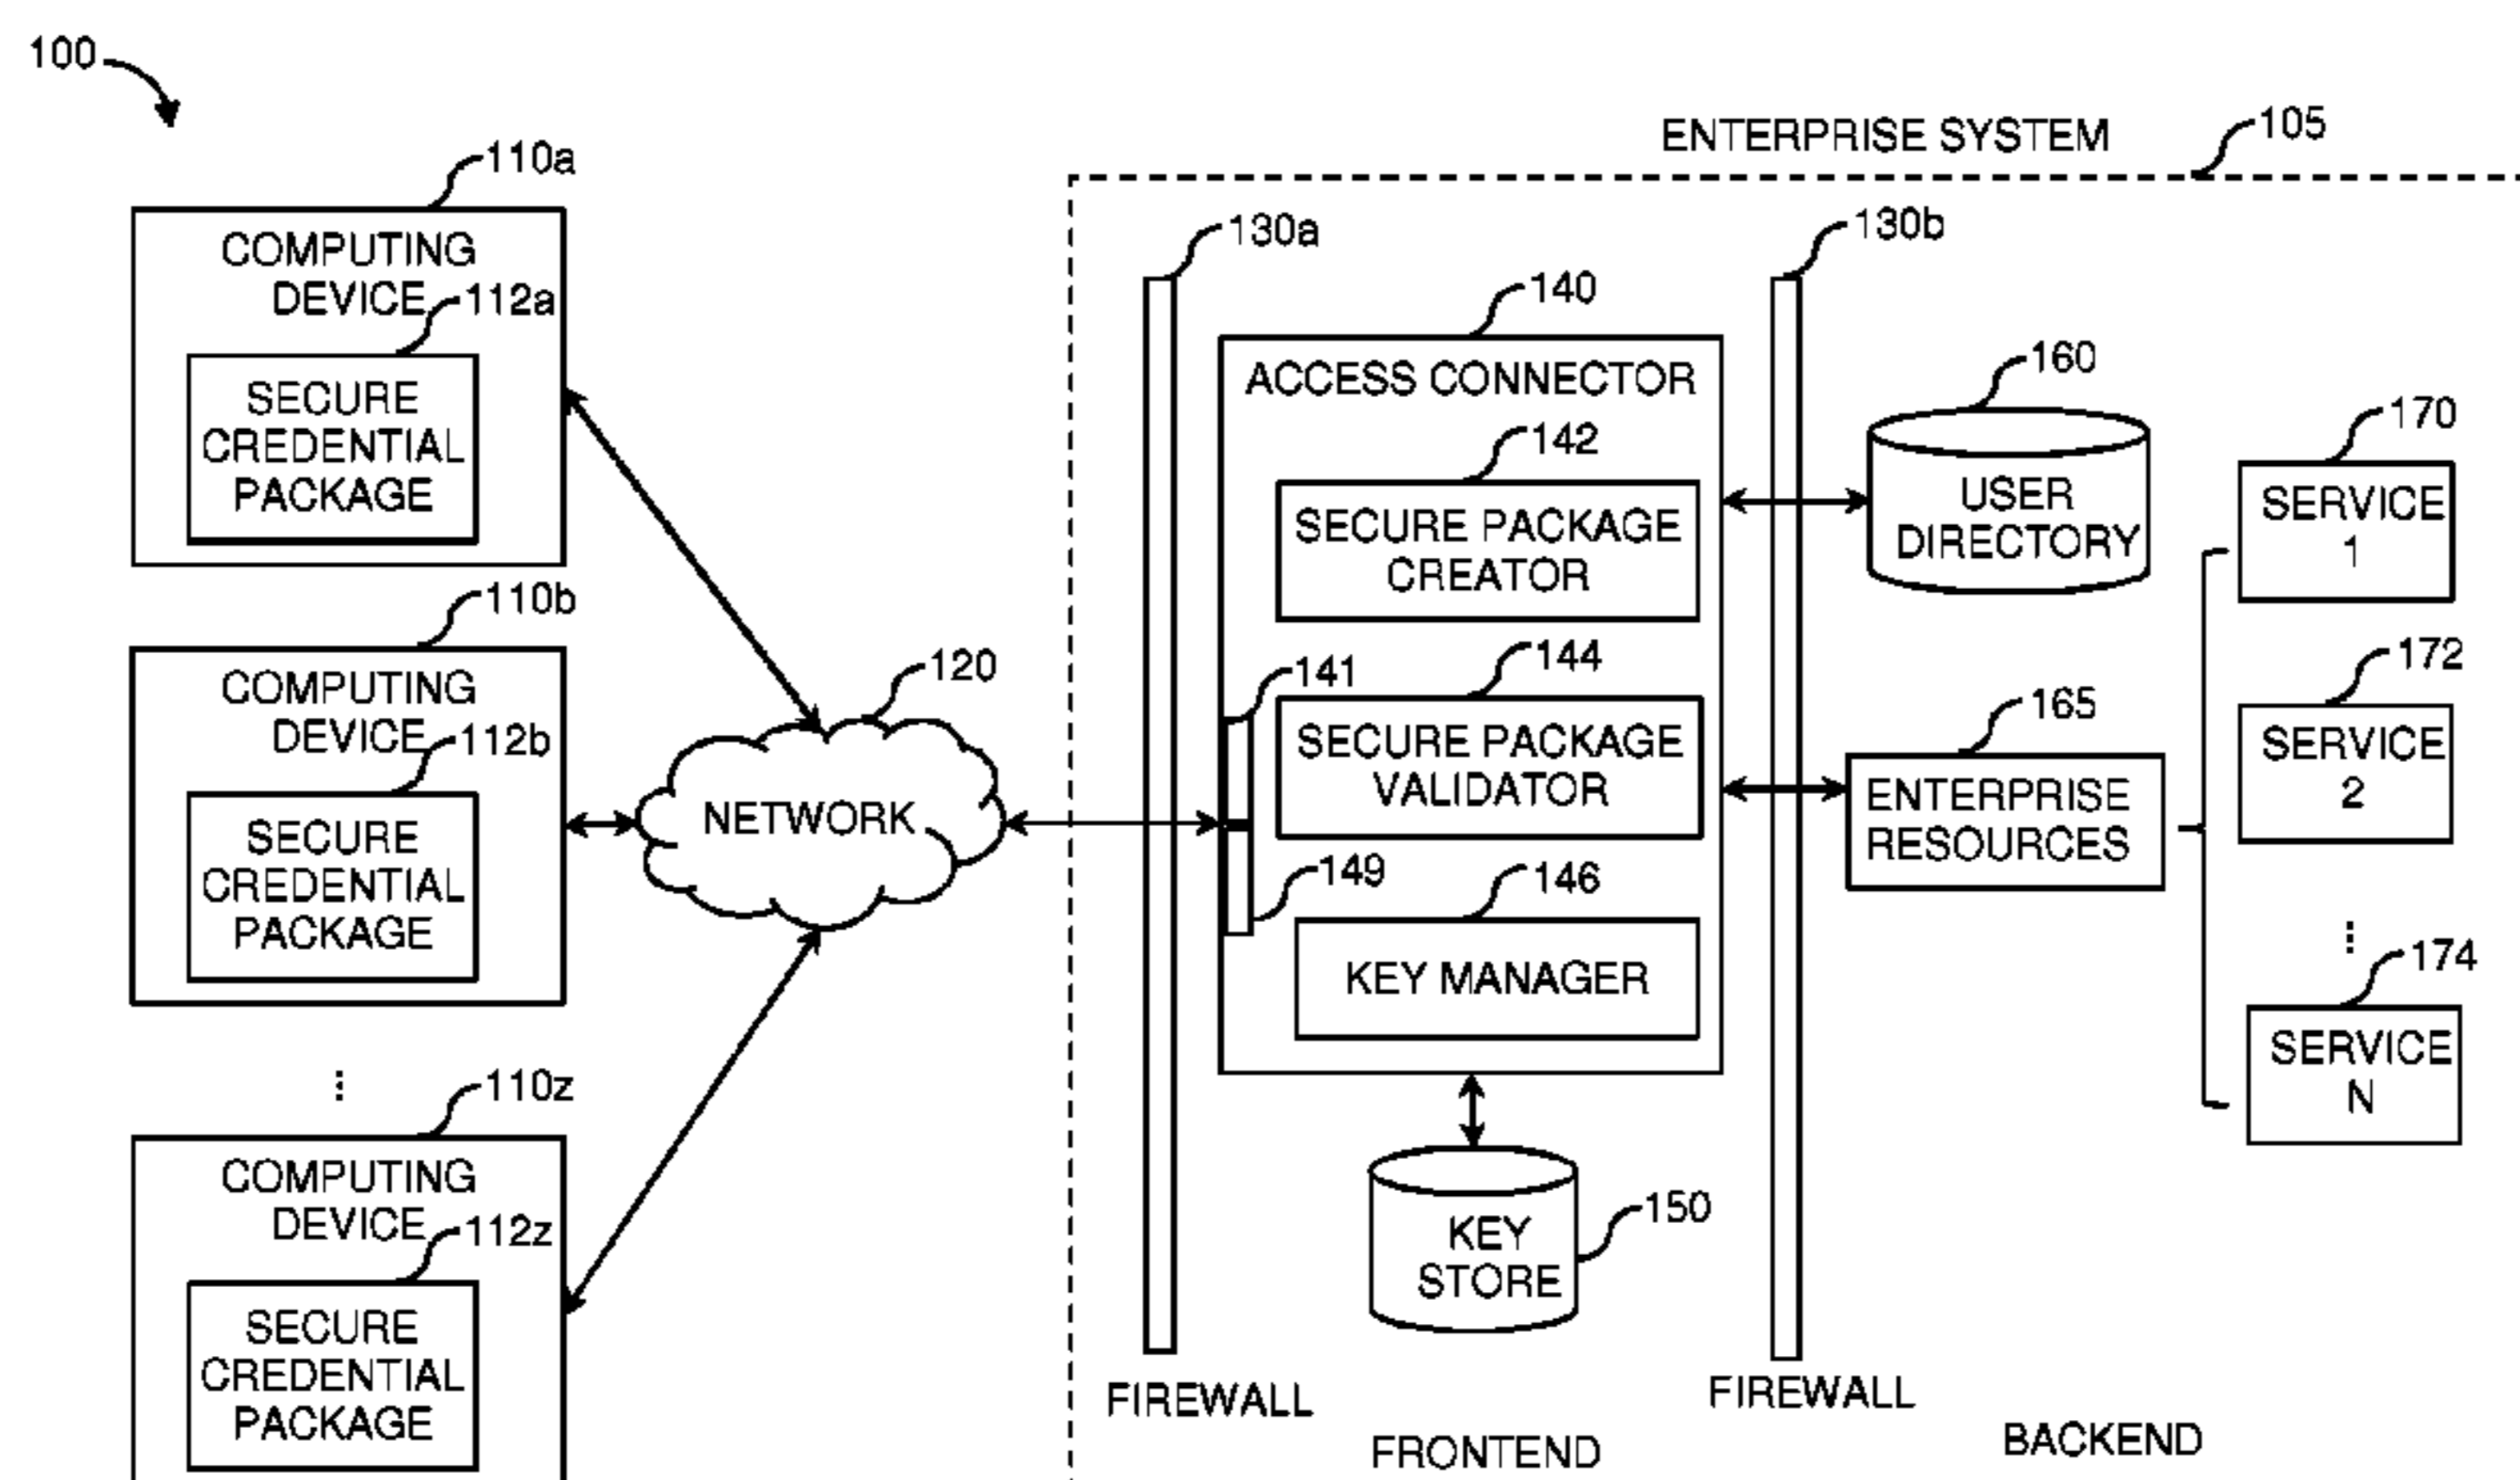 100
110a
COMPUTING
DEVICE
112a
SECURE
CREDENTIAL
PACKAGE
110b
COMPUTING
DEVICE
112b
SECURE
CREDENTIAL
PACKAGE
⋮
110z
COMPUTING
DEVICE
112z
SECURE
CREDENTIAL
PACKAGE
120
NETWORK
ENTERPRISE SYSTEM
105
130a
130b
140
ACCESS CONNECTOR
142
SECURE PACKAGE
CREATOR
141
144
SECURE PACKAGE
VALIDATOR
149
146
KEY MANAGER
150
KEY
STORE
160
USER
DIRECTORY
165
ENTERPRISE
RESOURCES
170
SERVICE
1
172
SERVICE
2
⋮
174
SERVICE
N
FIREWALL
FIREWALL
FRONTEND
BACKEND